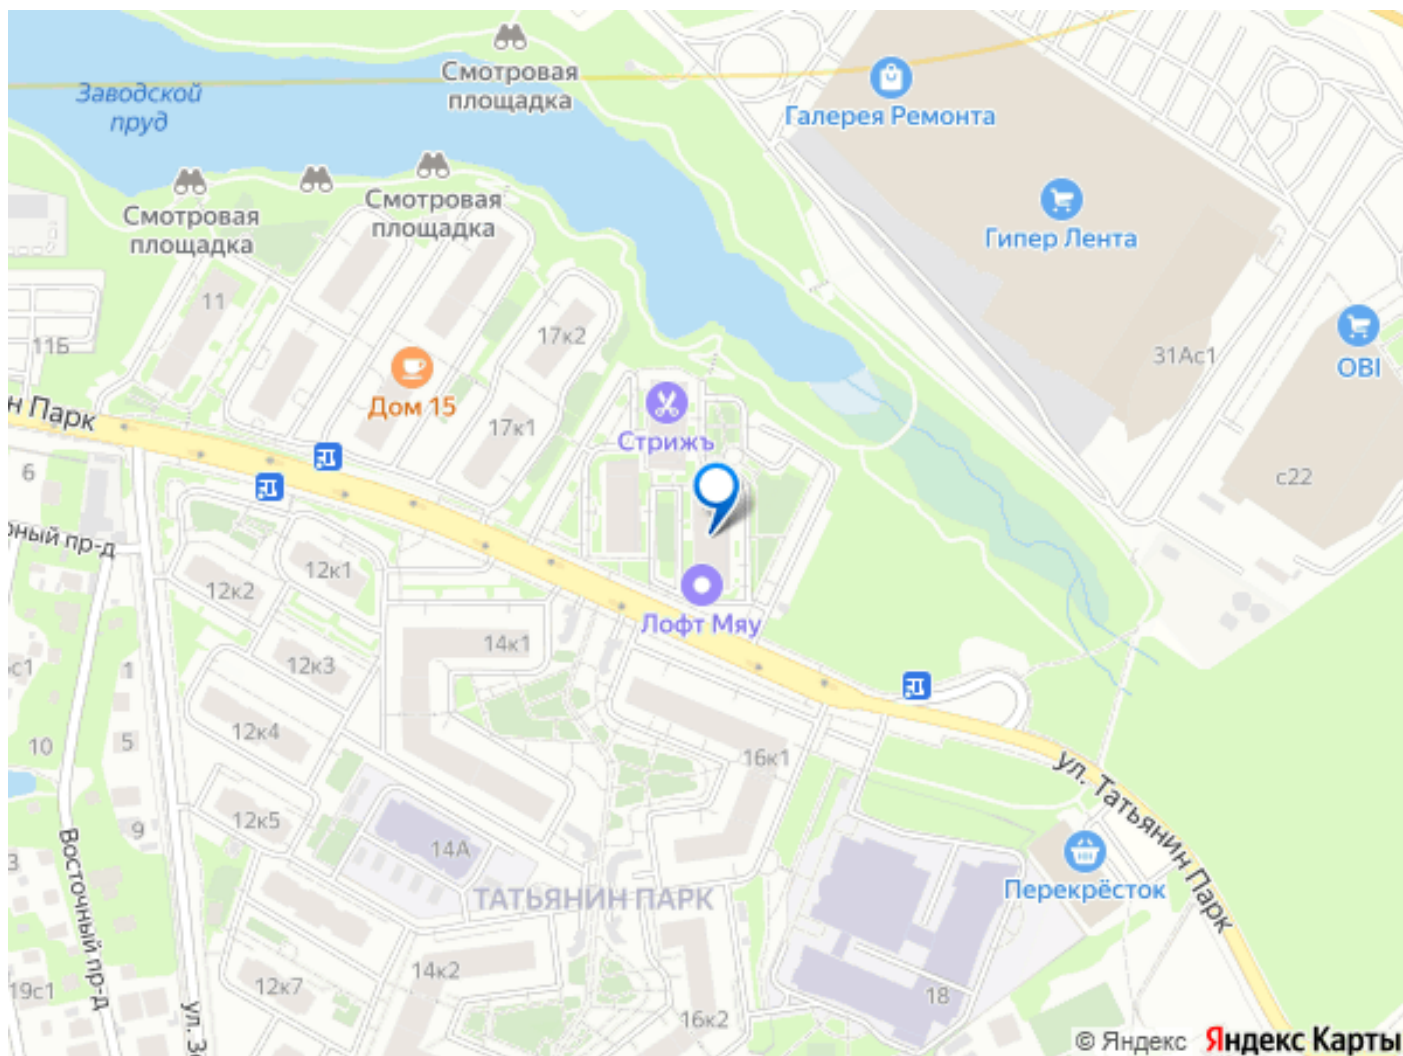 Смотровая
площадка
Заводской
пруд
Галерея Ремонта
Смотровая
площадка
Смотровая
площадка
Гипер Лента
11
11Б
17к2
31Ас1
OBI
Дом 15
н Парк
17к1
Стрижъ
6
с22
ный пр-д
12к1
12к2
Лофт Мяу
14к1
12к3
с1
1
12к4
5
10
16к1
ул. Татьянин Парк
12к5
9
14А
3
Восточный пр-д
Перекрёсток
ТАТЬЯНИН ПАРК
14к2
12к7
19с1
18
16к2
ул. З
© Яндекс Яндекс Карты